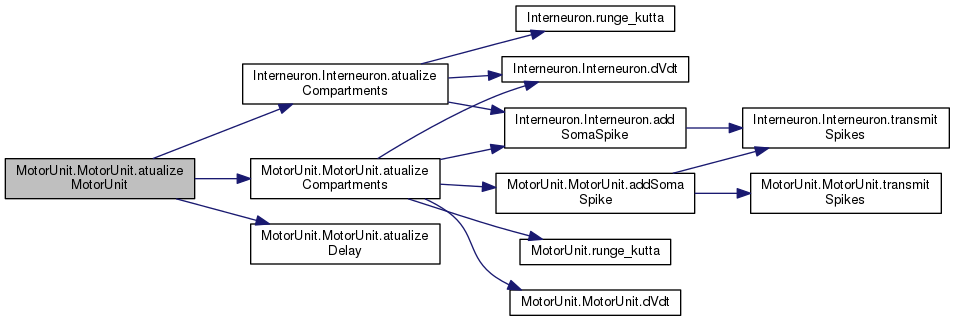 Interneuron.runge_kutta
Interneuron.Interneuron.atualize
Compartments
Interneuron.Interneuron.dVdt
Interneuron.Interneuron.add
SomaSpike
Interneuron.Interneuron.transmit
Spikes
MotorUnit.MotorUnit.atualize
MotorUnit
MotorUnit.MotorUnit.atualize
Compartments
MotorUnit.MotorUnit.addSoma
Spike
MotorUnit.MotorUnit.transmit
Spikes
MotorUnit.MotorUnit.atualize
Delay
MotorUnit.runge_kutta
MotorUnit.MotorUnit.dVdt